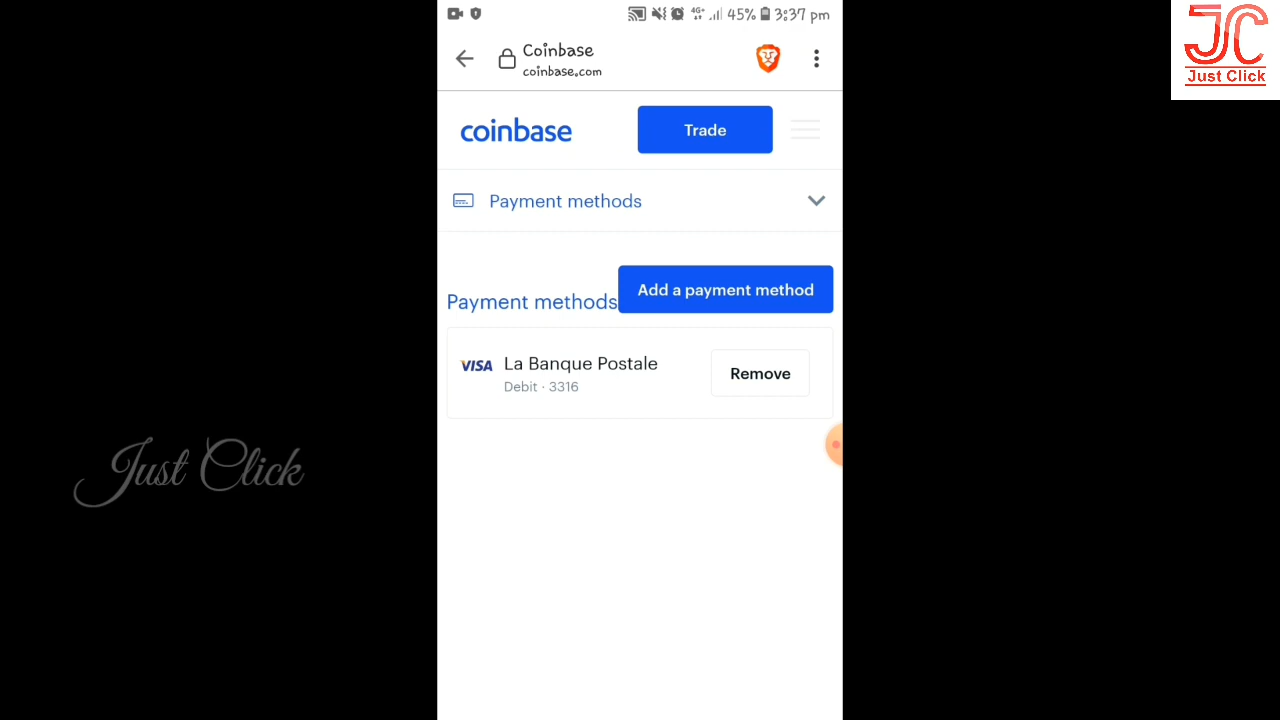 45% 3:37 pm
JC
Just Click
Coinbase
coinbase.com
coinbase
Trade
Payment methods
Add a payment method
Payment methods
VISA La Banque Postale
Debit · 3316
Remove
Just Click